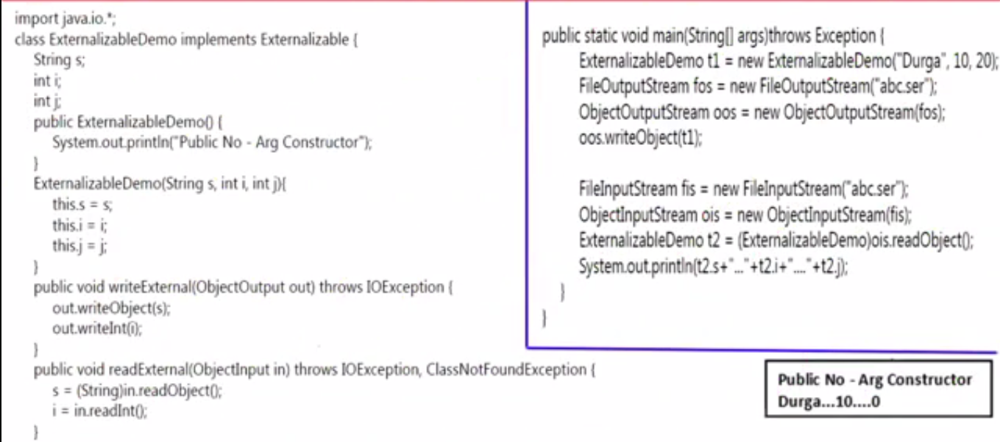 import java.io.*;
class ExternalizableDemo implements Externalizable {
String s;
int i;
int j;
public ExternalizableDemo() {
System.out.println("Public No - Arg Constructor");
}
ExternalizableDemo(String s, int i, int j){
this.s = s;
this.i = i;
this.j = j;
}
public void writeExternal(ObjectOutput out) throws IOException {
out.writeObject(s);
out.writeInt(i);
}
public void readExternal(ObjectInput in) throws IOException, ClassNotFoundException {
s = (String)in.readObject();
i = in.readInt();
}
public static void main(String[] args)throws Exception {
ExternalizableDemo t1 = new ExternalizableDemo("Durga", 10, 20);
FileOutputStream fos = new FileOutputStream("abc.ser");
ObjectOutputStream oos = new ObjectOutputStream(fos);
oos.writeObject(t1);
FileInputStream fis = new FileInputStream("abc.ser");
ObjectInputStream ois = new ObjectInputStream(fis);
ExternalizableDemo t2 = (ExternalizableDemo)ois.readObject();
System.out.println(t2.s+"..."+t2.i+"...."+t2.j);
}
}
Public No - Arg Constructor
Durga...10....0